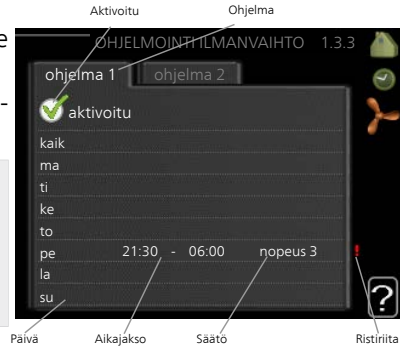 Aktivoitu
Ohjelma
OHJELMOINTI ILMANVAIHTO 1.3.3
ohjelma 1
ohjelma 2
aktivoitu
kaik
ma
ti
ke
to
pe 21:30 - 06:00 nopeus 3 !
la
su
?
Päivä
Aikajakso
Säätö
Ristiriita
e
-